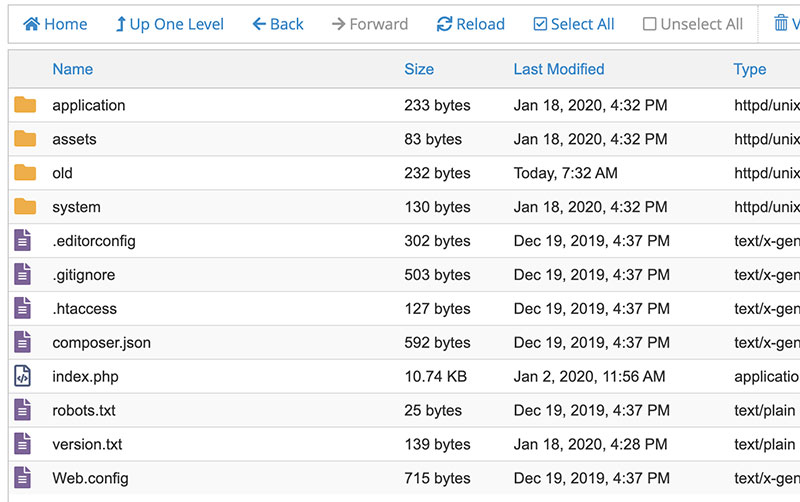 Home Up One Level Back Forward Reload Select All Unselect All
Name Size Last Modified Type
application 233 bytes Jan 18, 2020, 4:32 PM httpd/unix
assets 83 bytes Jan 18, 2020, 4:32 PM httpd/unix
old 232 bytes Today, 7:32 AM httpd/unix
system 130 bytes Jan 18, 2020, 4:32 PM httpd/unix
.editorconfig 302 bytes Dec 19, 2019, 4:37 PM text/x-gen
.gitignore 503 bytes Dec 19, 2019, 4:37 PM text/x-gen
.htaccess 127 bytes Dec 19, 2019, 4:37 PM text/x-gen
composer.json 592 bytes Dec 19, 2019, 4:37 PM text/x-gen
index.php 10.74 KB Jan 2, 2020, 11:56 AM applicatio
robots.txt 25 bytes Dec 19, 2019, 4:37 PM text/plain
version.txt 139 bytes Jan 18, 2020, 4:28 PM text/plain
Web.config 715 bytes Dec 19, 2019, 4:37 PM text/x-gen